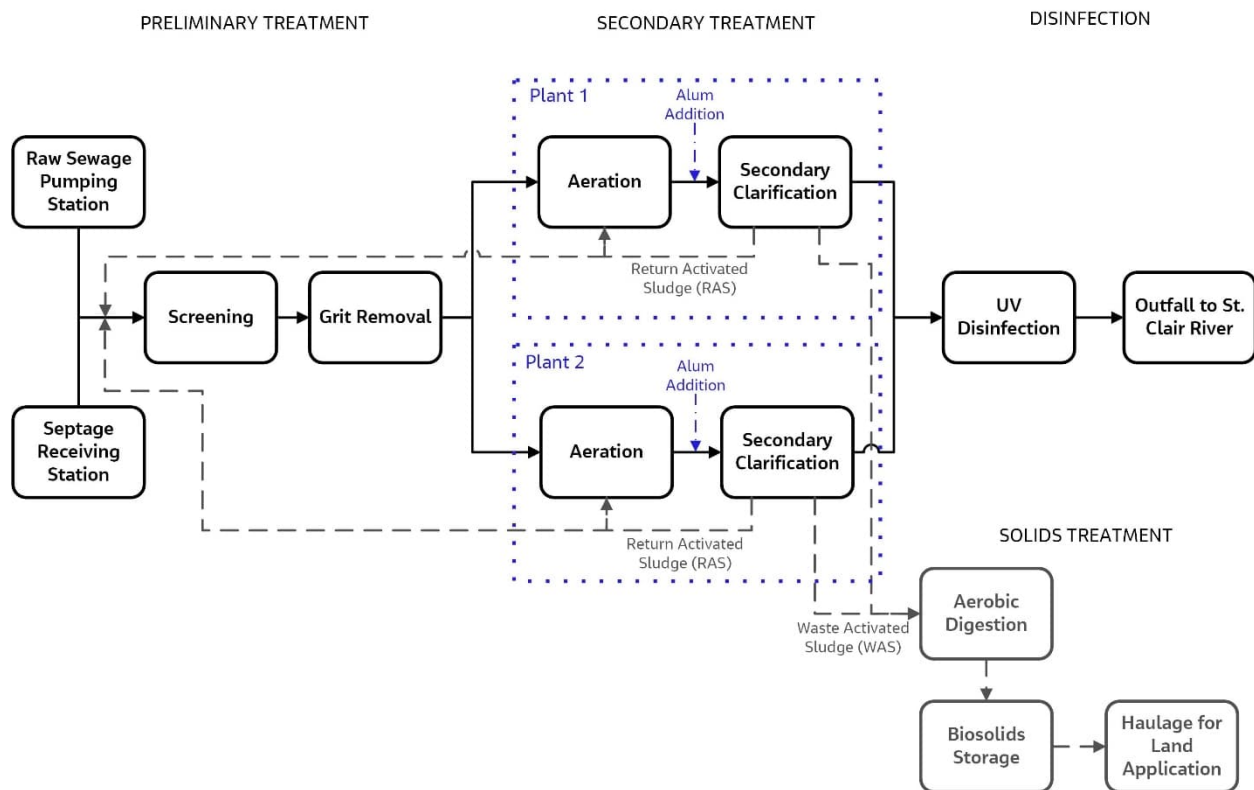 PRELIMINARY TREATMENT
SECONDARY TREATMENT
DISINFECTION
Plant 1
Alum
Addition
Raw Sewage
Pumping
Station
Aeration
Secondary
Clarification
Return Activated
Sludge (RAS)
Screening
Grit Removal
UV
Disinfection
Outfall to St.
Clair River
Plant 2
Alum
Addition
Septage
Receiving
Station
Aeration
Secondary
Clarification
Return Activated
Sludge (RAS)
SOLIDS TREATMENT
Waste Activated
Sludge (WAS)
Aerobic
Digestion
Biosolids
Storage
Haulage for
Land
Application